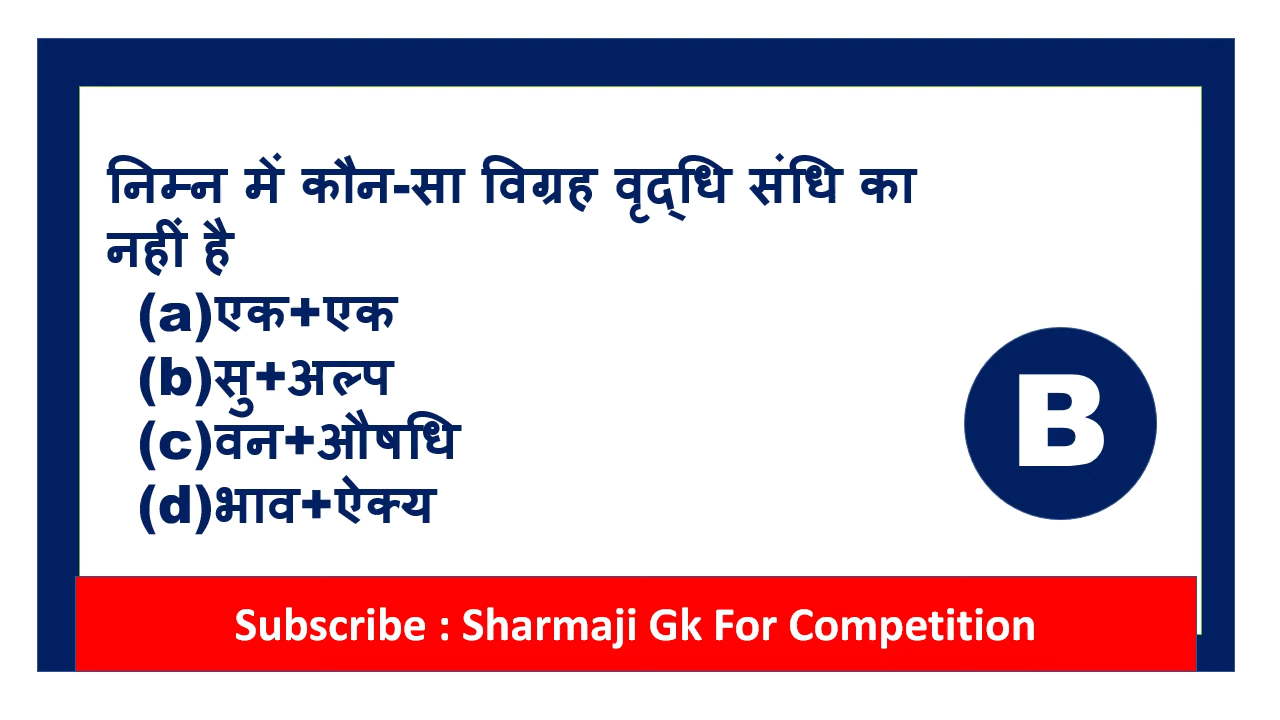 निम्न में कौन-सा विग्रह वृद्‌धि संधि का
नहीं है
(a)एक+एक
(b)सु+अल्प
(c)वन+औषधि
(d)भाव+ऐक्य
B
Subscribe : Sharmaji Gk For Competition